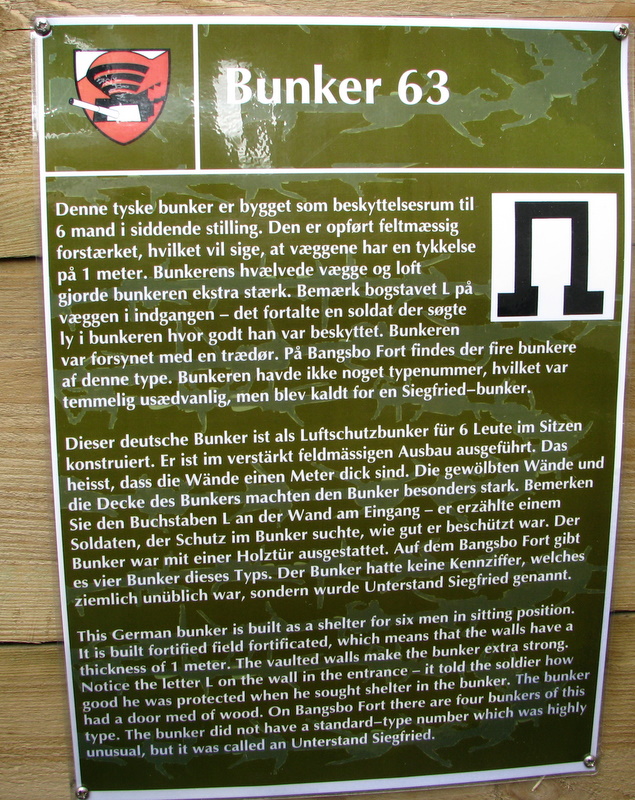 Bunker 63
Denne tyske bunker er bygget som beskyttelsesrum til
6 mand i siddende stilling. Den er opført feltmæssig
forstærket, hvilket vil sige, at væggene har en tykkelse
på 1 meter. Bunkerens hvælvede vægge og loft
gjorde bunkeren ekstra stærk. Bemærk bogstavet L på
væggen i indgangen – det fortalte en soldat der søgte
ly i bunkeren hvor godt han var beskyttet. Bunkeren
var forsynet med en trædør. På Bangsbo Fort findes der fire bunkere
af denne type. Bunkeren havde ikke noget typenummer, hvilket var
temmelig usædvanlig, men blev kaldt for en Siegfried–bunker.
Dieser deutsche Bunker ist als Luftschutzbunker für 6 Leute im Sitzen
konstruiert. Er ist im verstärkt feldmässigen Ausbau ausgeführt. Das
heisst, dass die Wände einen Meter dick sind. Die gewölbten Wände und
die Decke des Bunkers machten den Bunker besonders stark. Bemerken
Sie den Buchstaben L an der Wand am Eingang – er erzählte einem
Soldaten, der Schutz im Bunker suchte, wie gut er beschützt war. Der
Bunker war mit einer Holztür ausgestattet. Auf dem Bangsbo Fort gibt
es vier Bunker dieses Typs. Der Bunker hatte keine Kennziffer, welches
ziemlich unüblich war, sondern wurde Unterstand Siegfried genannt.
This German bunker is built as a shelter for six men in sitting position.
It is built fortified field fortificated, which means that the walls have a
thickness of 1 meter. The vaulted walls make the bunker extra strong.
Notice the letter L on the wall in the entrance – it told the soldier how
good he was protected when he sought shelter in the bunker. The bunker
had a door med of wood. On Bangsbo Fort there are four bunkers of this
type. The bunker did not have a standard–type number which was highly
unusual, but it was called an Unterstand Siegfried.